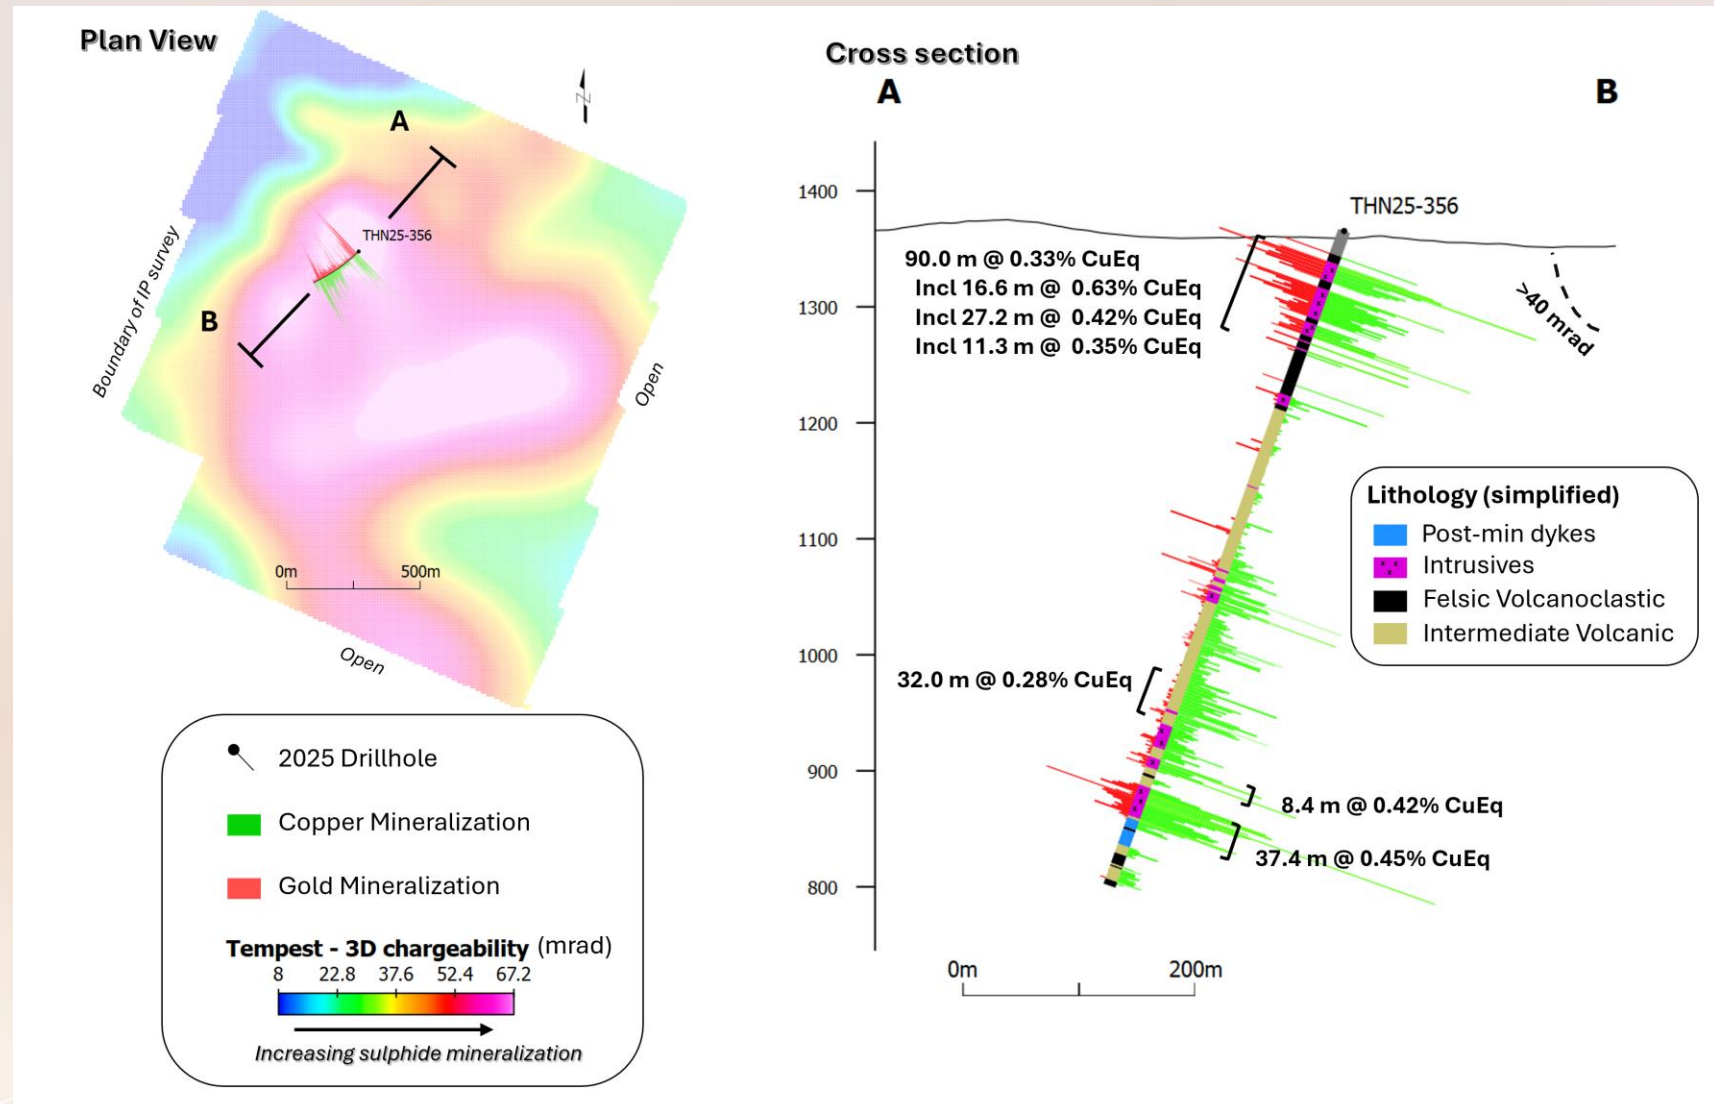 Plan View
A
N
THN25-356
B
Boundary of IP survey
Open
0m 500m
Open
2025 Drillhole
Copper Mineralization
Gold Mineralization
Tempest - 3D chargeability (mrad)
8 22.8 37.6 52.4 67.2
Increasing sulphide mineralization
Cross section
A B
1400
THN25-356
90.0 m @ 0.33% CuEq
Incl 16.6 m @ 0.63% CuEq
Incl 27.2 m @ 0.42% CuEq
Incl 11.3 m @ 0.35% CuEq
1300
>40 mrad
1200
Lithology (simplified)
Post-min dykes
Intrusives
Felsic Volcanoclastic
Intermediate Volcanic
1100
1000
32.0 m @ 0.28% CuEq
900
8.4 m @ 0.42% CuEq
37.4 m @ 0.45% CuEq
800
0m 200m